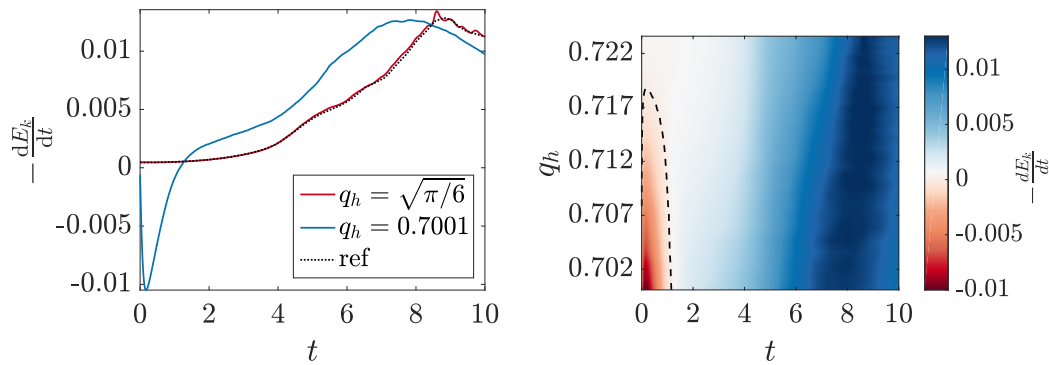 0.01
0.005
0
-0.005
-0.01
− dE_k/dt
q_h = √π/6
q_h = 0.7001
ref
0 2 4 6 8 10
t
0.722
0.717
0.712
0.707
0.702
q_h
0 2 4 6 8 10
t
0.01
0.005
0
-0.005
-0.01
− dE_k/dt